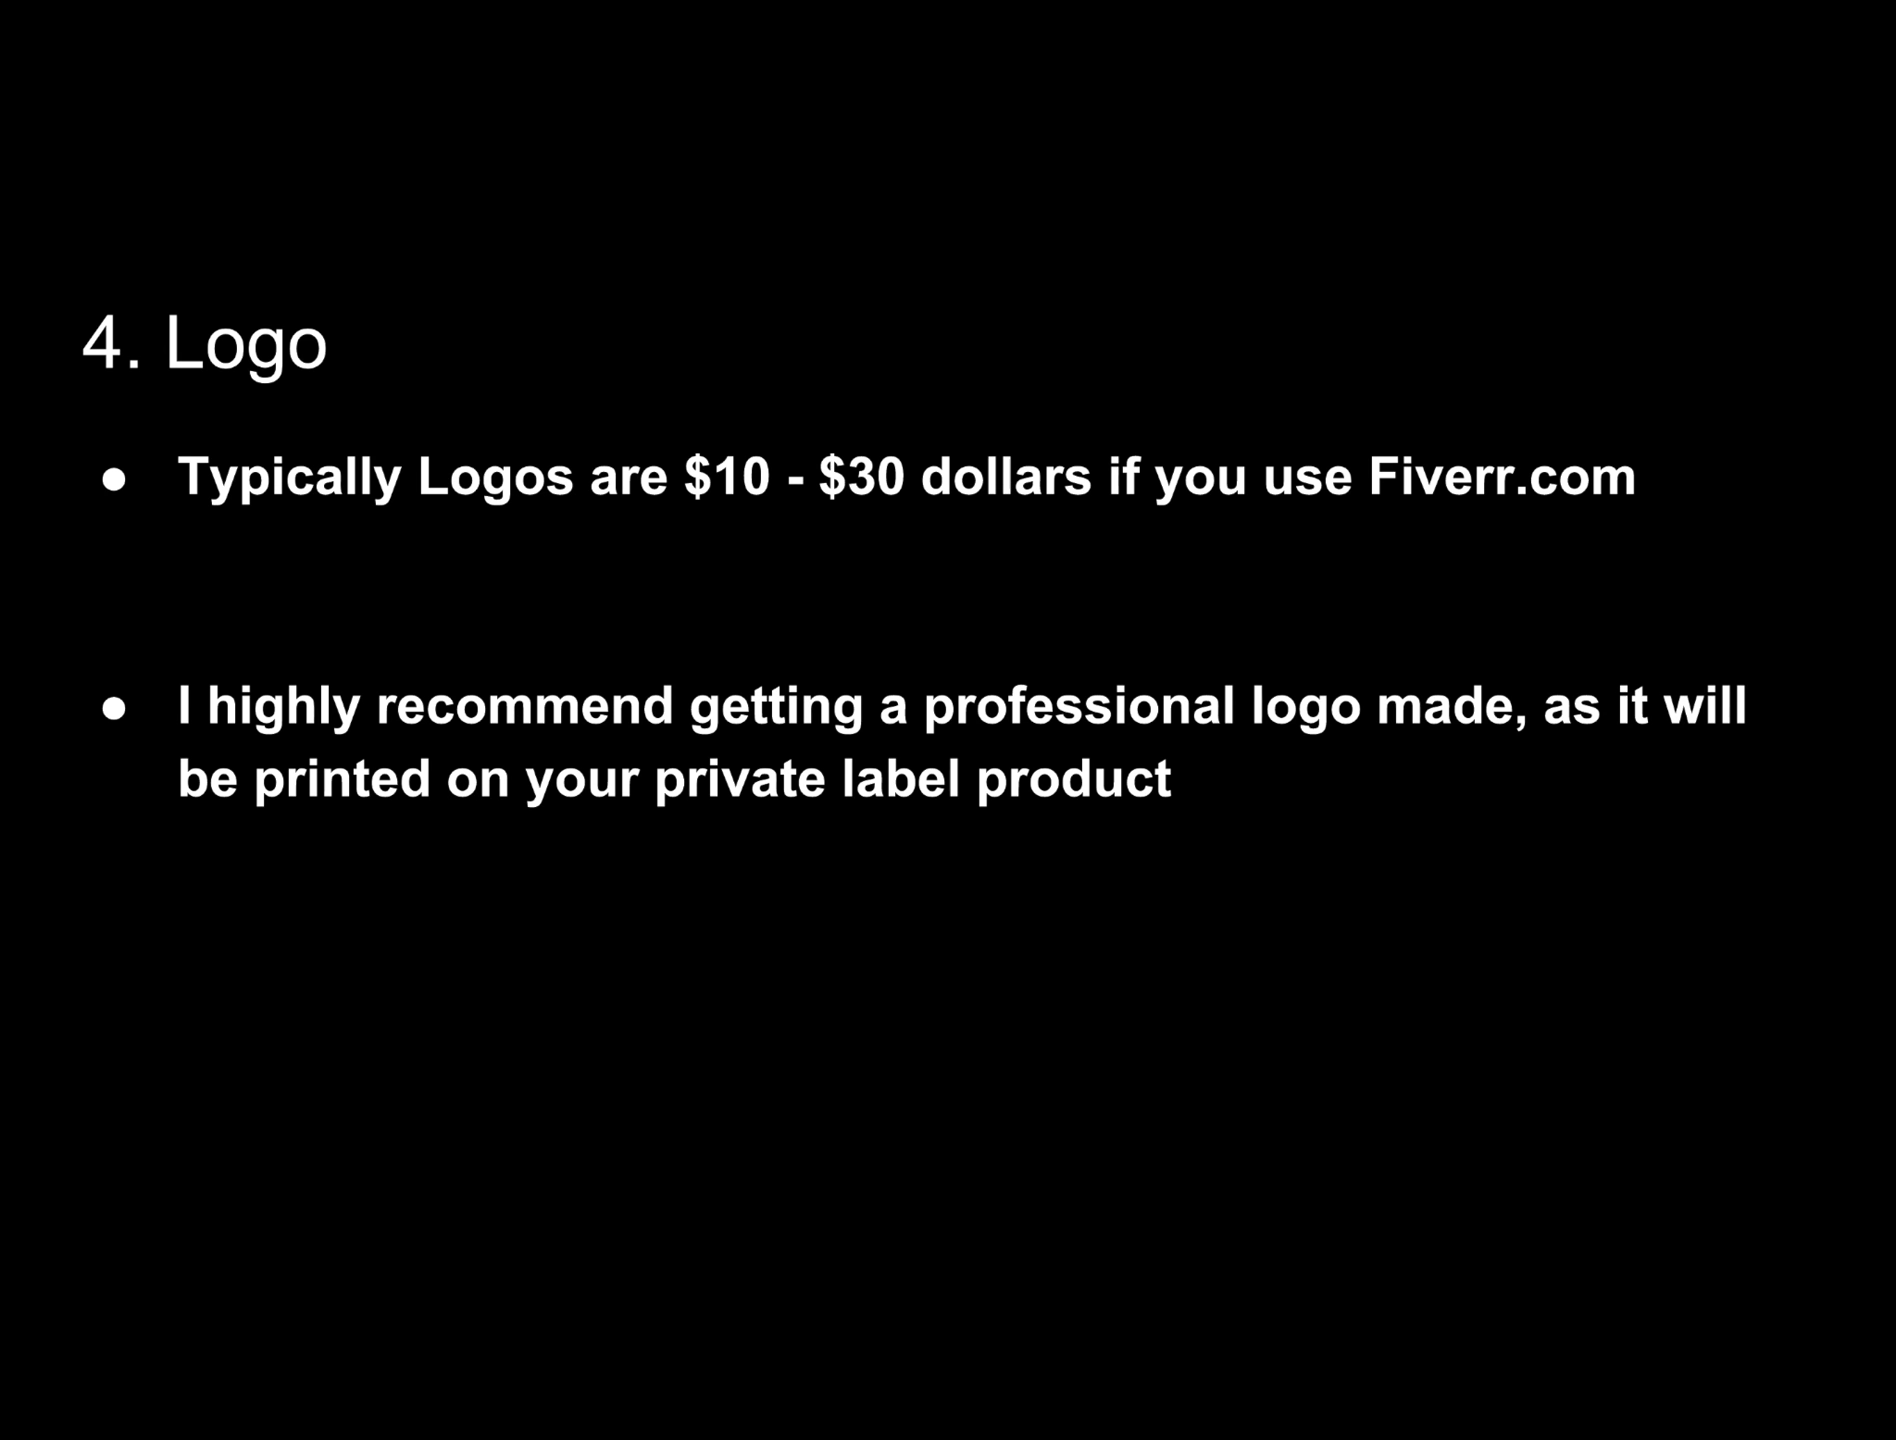 4. Logo
● Typically Logos are $10 - $30 dollars if you use Fiverr.com
● I highly recommend getting a professional logo made, as it will
be printed on your private label product